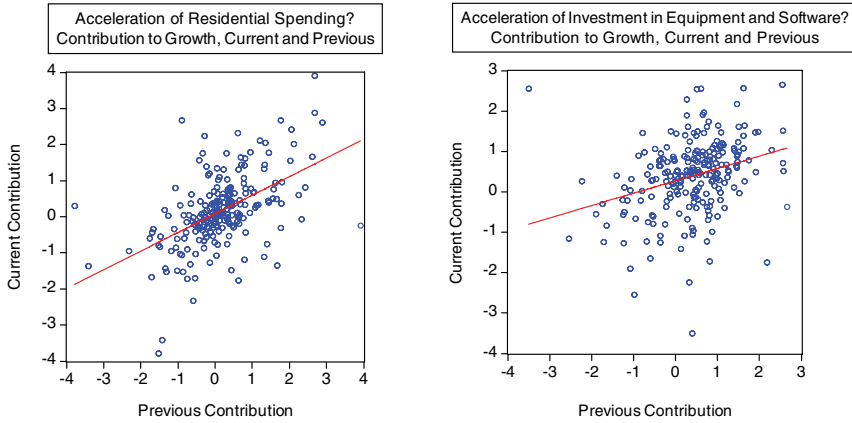 Acceleration of Residential Spending?
Contribution to Growth, Current and Previous
4
3
2
1
0
-1
-2
-3
-4
Current Contribution
-4 -3 -2 -1 0 1 2 3 4
Previous Contribution
Acceleration of Investment in Equipment and Software?
Contribution to Growth, Current and Previous
3
2
1
0
-1
-2
-3
-4
Current Contribution
-4 -3 -2 -1 0 1 2 3
Previous Contribution